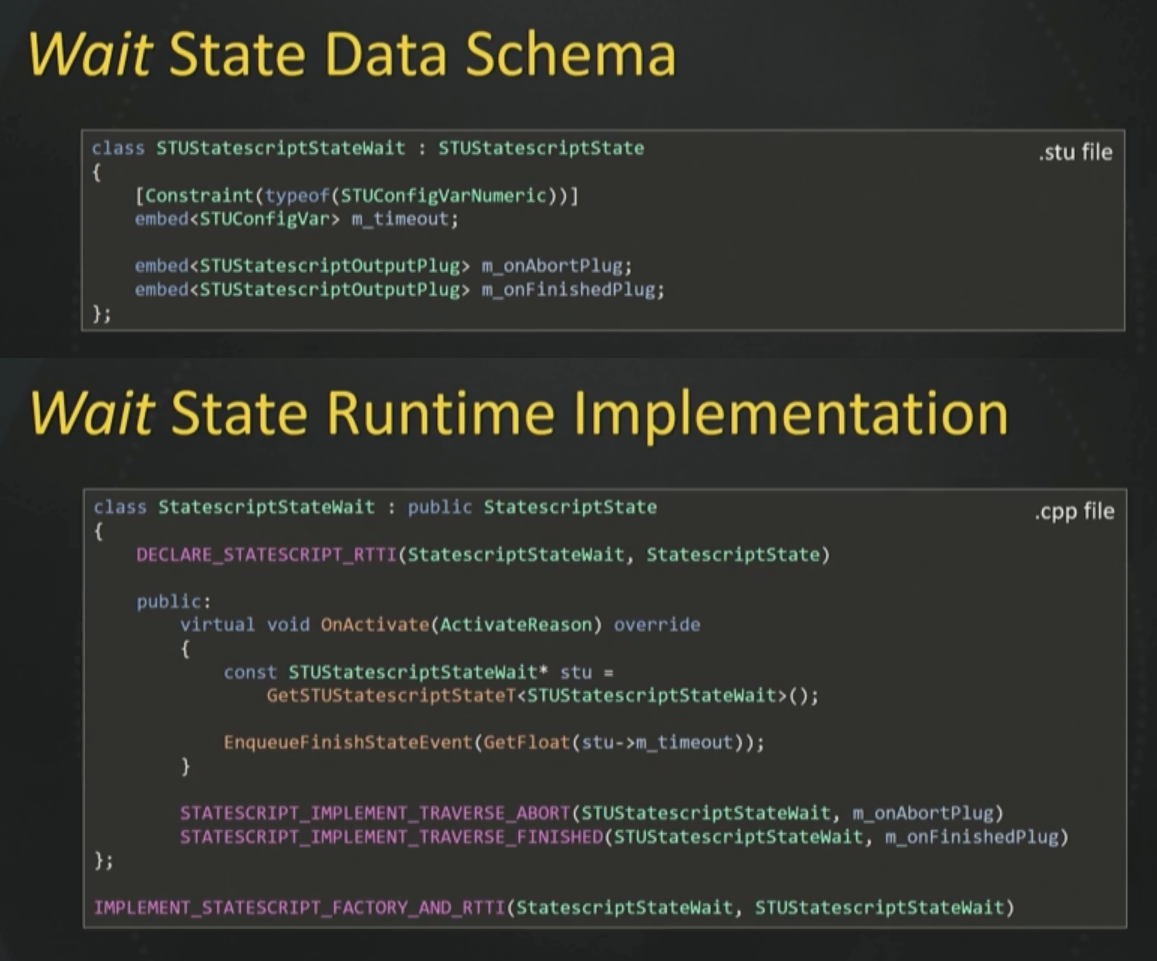 Wait State Data Schema
class STUStatescriptStateWait : STUStatescriptState
.stu file
{
[Constraint(typeof(STUConfigVarNumeric))]
embed<STUConfigVar> m_timeout;
embed<STUStatescriptOutputPlug> m_onAbortPlug;
embed<STUStatescriptOutputPlug> m_onFinishedPlug;
};
Wait State Runtime Implementation
class StatescriptStateWait : public StatescriptState
.cpp file
{
DECLARE_STATESCRIPT_RTTI(StatescriptStateWait, StatescriptState)
public:
virtual void OnActivate(ActivateReason) override
{
const STUStatescriptStateWait* stu =
GetSTUStatescriptStateT<STUStatescriptStateWait>();
EnqueueFinishStateEvent(GetFloat(stu->m_timeout));
}
STATESCRIPT_IMPLEMENT_TRAVERSE_ABORT(STUStatescriptStateWait, m_onAbortPlug)
STATESCRIPT_IMPLEMENT_TRAVERSE_FINISHED(STUStatescriptStateWait, m_onFinishedPlug)
};
IMPLEMENT_STATESCRIPT_FACTORY_AND_RTTI(StatescriptStateWait, STUStatescriptStateWait)